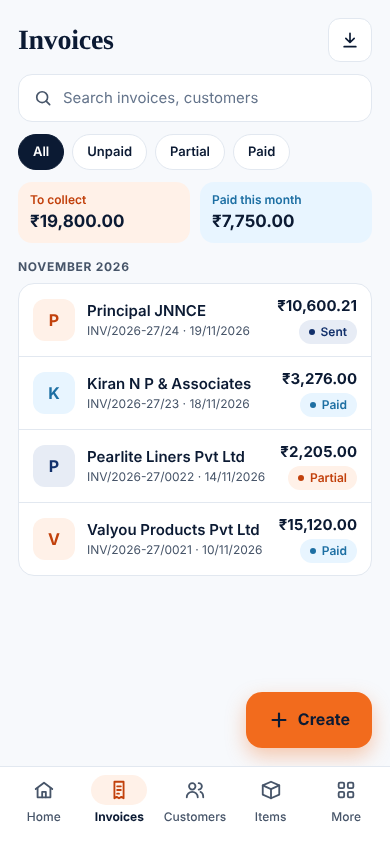 Invoices
Search invoices, customers
All Unpaid Partial Paid
To collect
₹19,800.00
Paid this month
₹7,750.00
NOVEMBER 2026
P
Principal JNNCE
INV/2026-27/24 · 19/11/2026
₹10,600.21
Sent
K
Kiran N P & Associates
INV/2026-27/23 · 18/11/2026
₹3,276.00
Paid
P
Pearlite Liners Pvt Ltd
INV/2026-27/0022 · 14/11/2026
₹2,205.00
Partial
V
Valyou Products Pvt Ltd
INV/2026-27/0021 · 10/11/2026
₹15,120.00
Paid
Create
Home Invoices Customers Items More